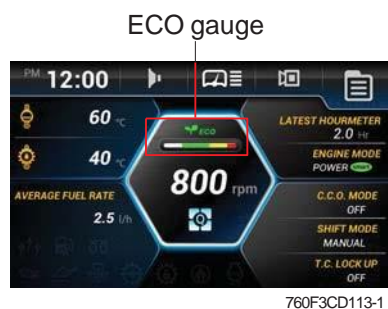 ECO gauge
PM 12:00
60 °C
ECO
LATEST HOURMETER
2.0 Hr
40 °C
ENGINE MODE
POWER
800 rpm
AVERAGE FUEL RATE
2.5 l/h
C.C.O. MODE
OFF
SHIFT MODE
MANUAL
T.C. LOCK UP
OFF
760F3CD113-1